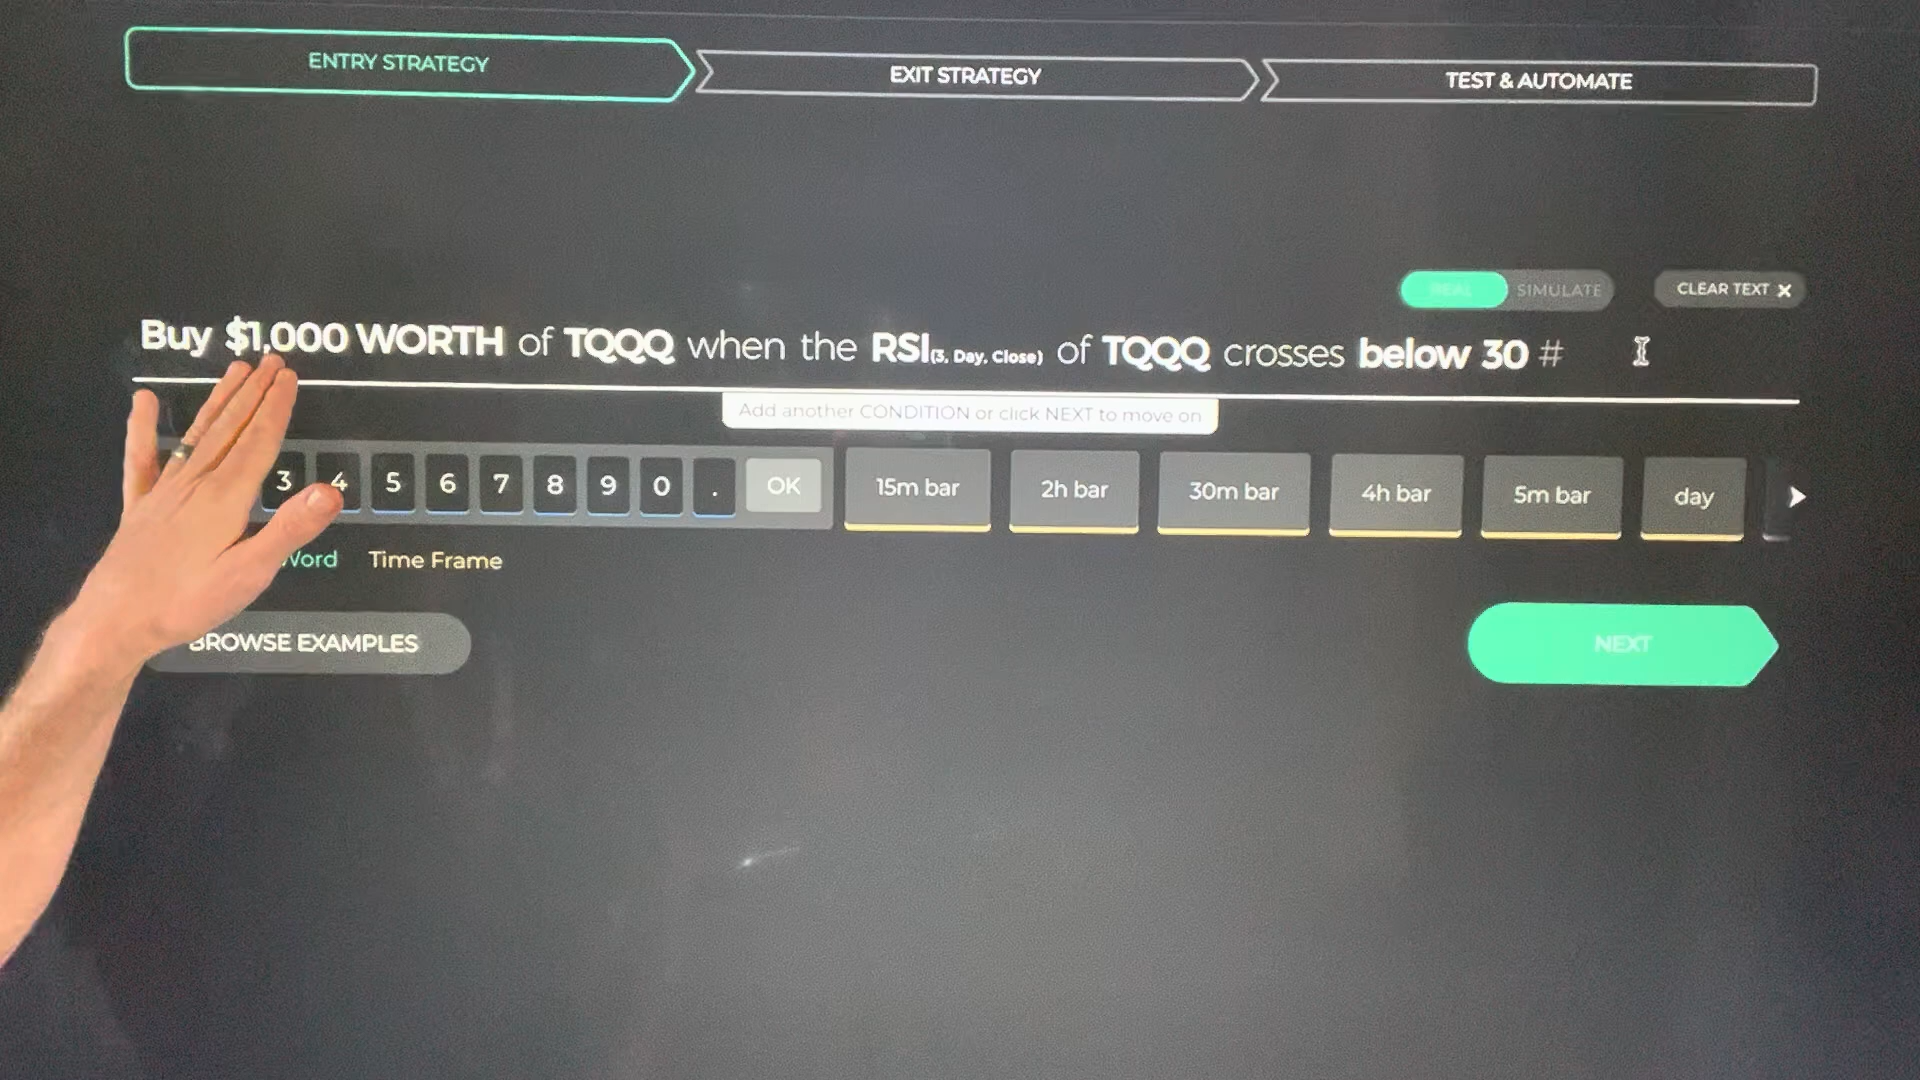 ENTRY STRATEGY
EXIT STRATEGY
TEST & AUTOMATE
REAL SIMULATE
CLEAR TEXT ×
Buy $1,000 WORTH of TQQQ when the RSI(3, Day, Close) of TQQQ crosses below 30 #
Add another CONDITION or click NEXT to move on
3 4 5 6 7 8 9 0 . OK 15m bar 2h bar 30m bar 4h bar 5m bar day
Word Time Frame
BROWSE EXAMPLES
NEXT